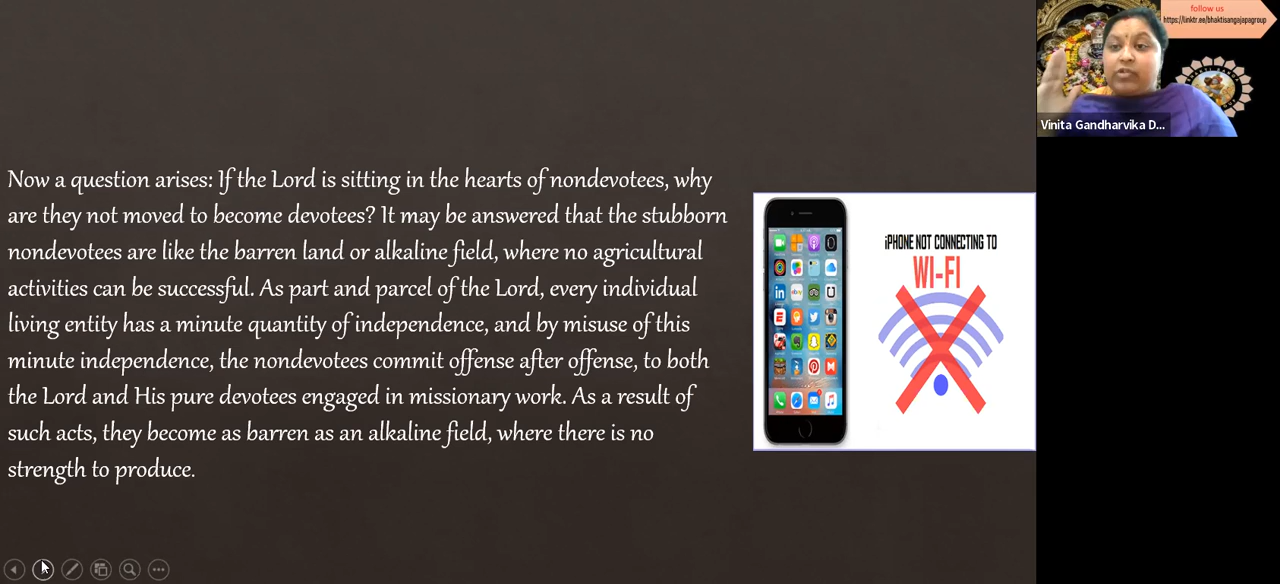 Now a question arises: If the Lord is sitting in the hearts of nondevotees, why
are they not moved to become devotees? It may be answered that the stubborn
nondevotees are like the barren land or alkaline field, where no agricultural
activities can be successful. As part and parcel of the Lord, every individual
living entity has a minute quantity of independence, and by misuse of this
minute independence, the nondevotees commit offense after offense, to both
the Lord and His pure devotees engaged in missionary work. As a result of
such acts, they become as barren as an alkaline field, where there is no
strength to produce.
iPHONE NOT CONNECTING TO
WI-FI
follow us
https://linktr.ee/bhaktisangajapagroup
Vinita Gandharvika D...